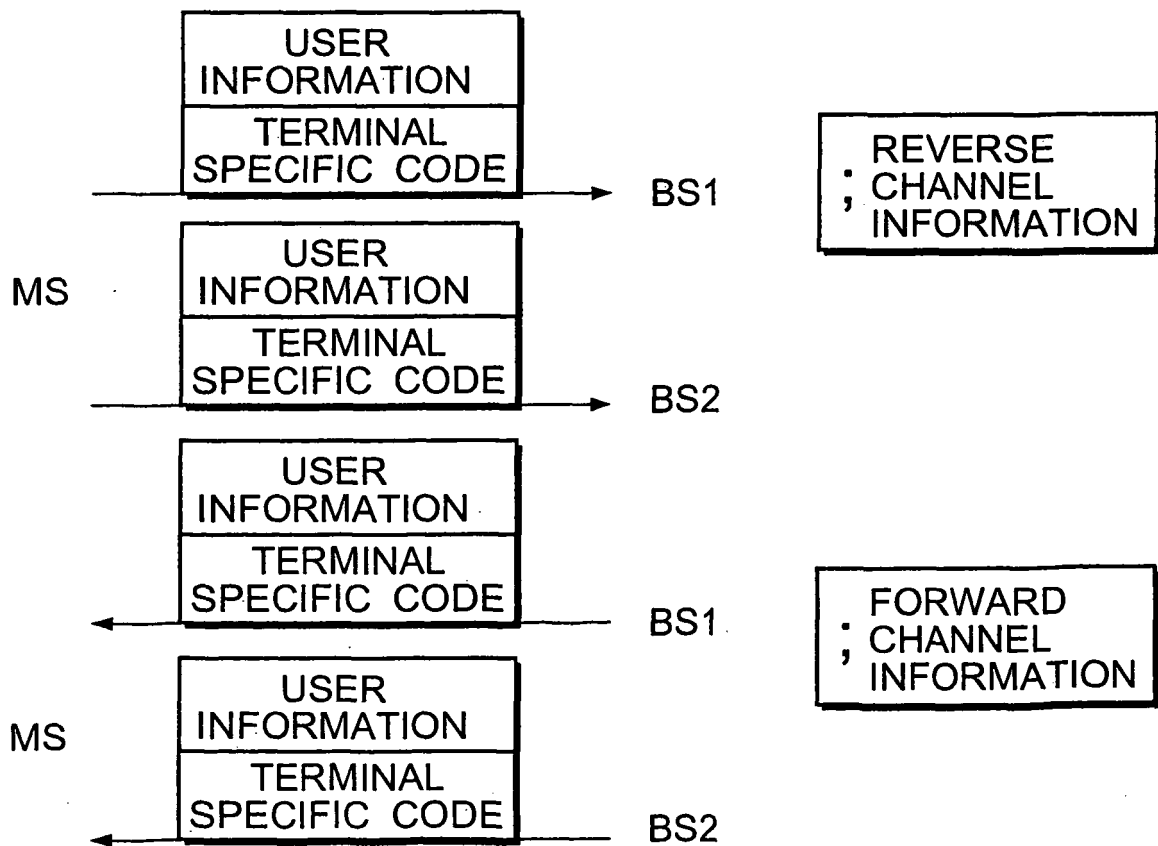 USER
INFORMATION
TERMINAL
SPECIFIC CODE
BS1
; REVERSE
CHANNEL
INFORMATION
MS
USER
INFORMATION
TERMINAL
SPECIFIC CODE
BS2
USER
INFORMATION
TERMINAL
SPECIFIC CODE
BS1
; FORWARD
CHANNEL
INFORMATION
MS
USER
INFORMATION
TERMINAL
SPECIFIC CODE
BS2